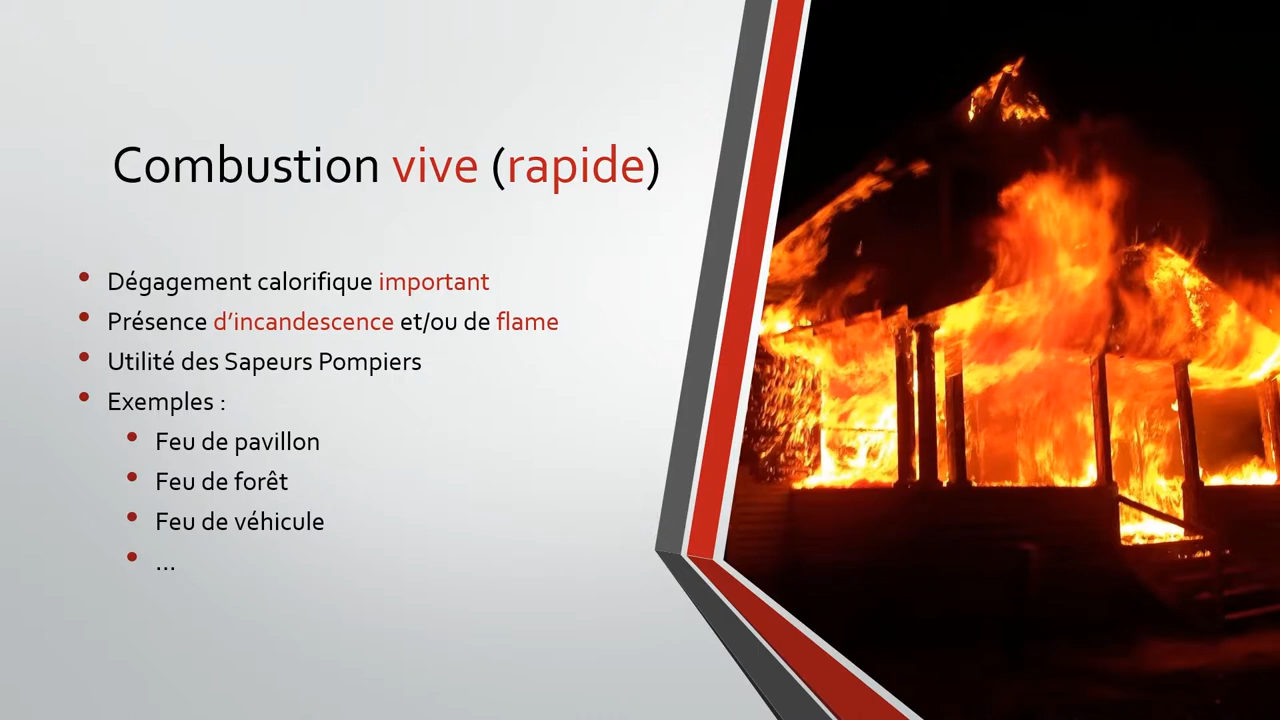 Combustion vive (rapide)
Dégagement calorifique important
Présence d’incandescence et/ou de flame
Utilité des Sapeurs Pompiers
Exemples :
Feu de pavillon
Feu de forêt
Feu de véhicule
...